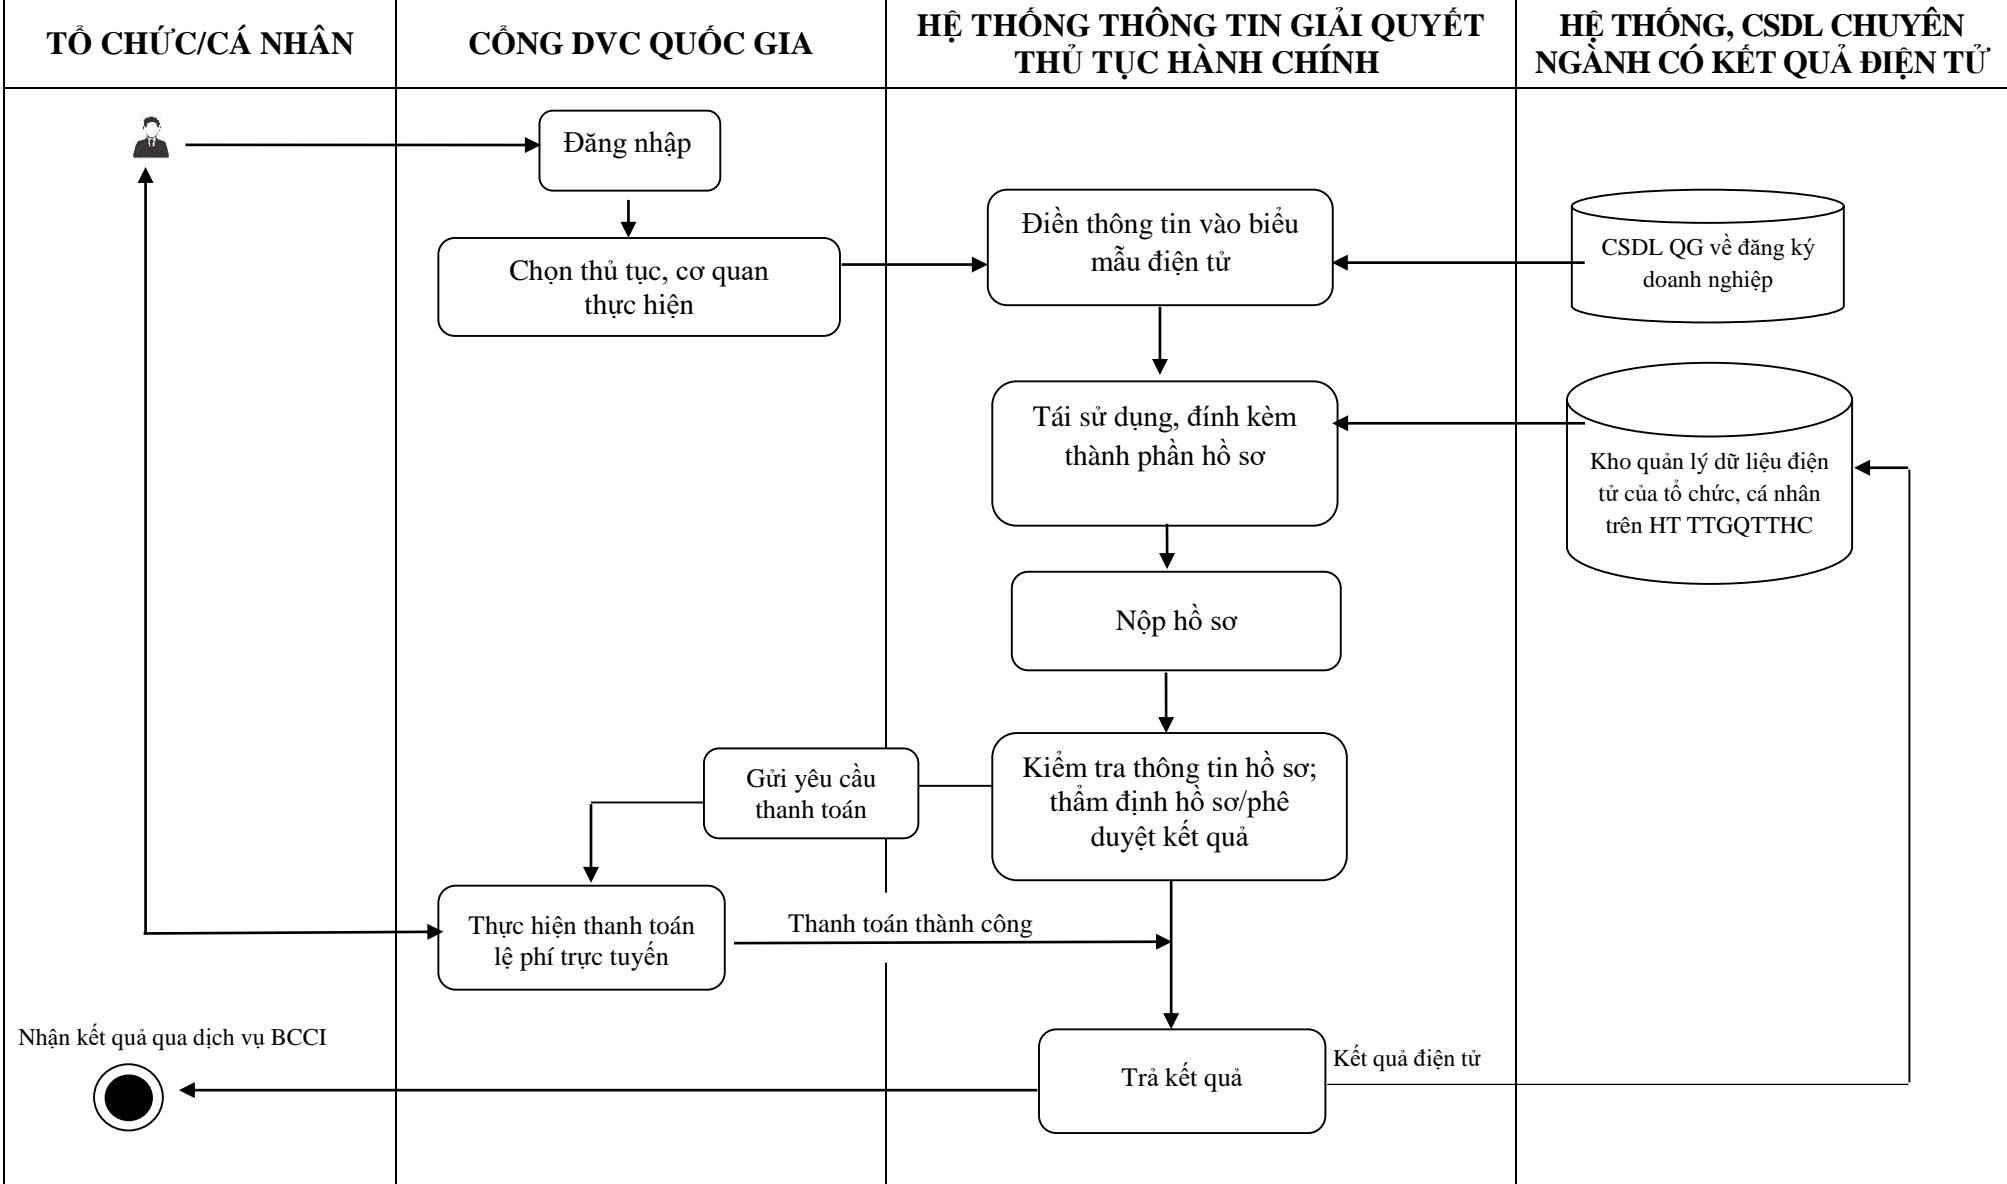 TỔ CHỨC/CÁ NHÂN
CỔNG DVC QUỐC GIA
HỆ THỐNG THÔNG TIN GIẢI QUYẾT
THỦ TỤC HÀNH CHÍNH
HỆ THỐNG, CSDL CHUYÊN
NGÀNH CÓ KẾT QUẢ ĐIỆN TỬ
Đăng nhập
Chọn thủ tục, cơ quan
thực hiện
Điền thông tin vào biểu
mẫu điện tử
CSDL QG về đăng ký
doanh nghiệp
Tái sử dụng, đính kèm
thành phần hồ sơ
Kho quản lý dữ liệu điện
tử của tổ chức, cá nhân
trên HT TTGQTTHC
Nộp hồ sơ
Kiểm tra thông tin hồ sơ;
thẩm định hồ sơ/phê
duyệt kết quả
Gửi yêu cầu
thanh toán
Thực hiện thanh toán
lệ phí trực tuyến
Thanh toán thành công
Nhận kết quả qua dịch vụ BCCI
Trả kết quả
Kết quả điện tử